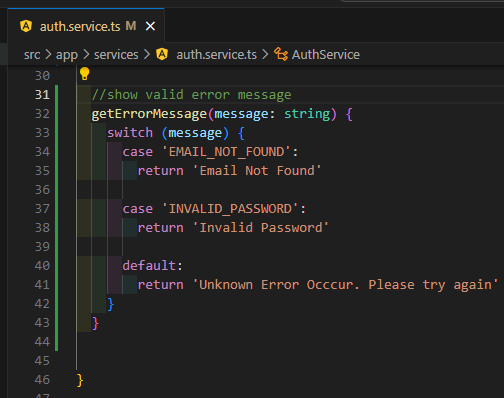 auth.service.ts M
src > app > services > auth.service.ts > AuthService
30
31 //show valid error message
32 getErrorMessage(message: string) {
33 switch (message) {
34 case 'EMAIL_NOT_FOUND':
35 return 'Email Not Found'
36
37 case 'INVALID_PASSWORD':
38 return 'Invalid Password'
39
40 default:
41 return 'Unknown Error Occcur. Please try again'
42 }
43 }
44
45
46 }
47